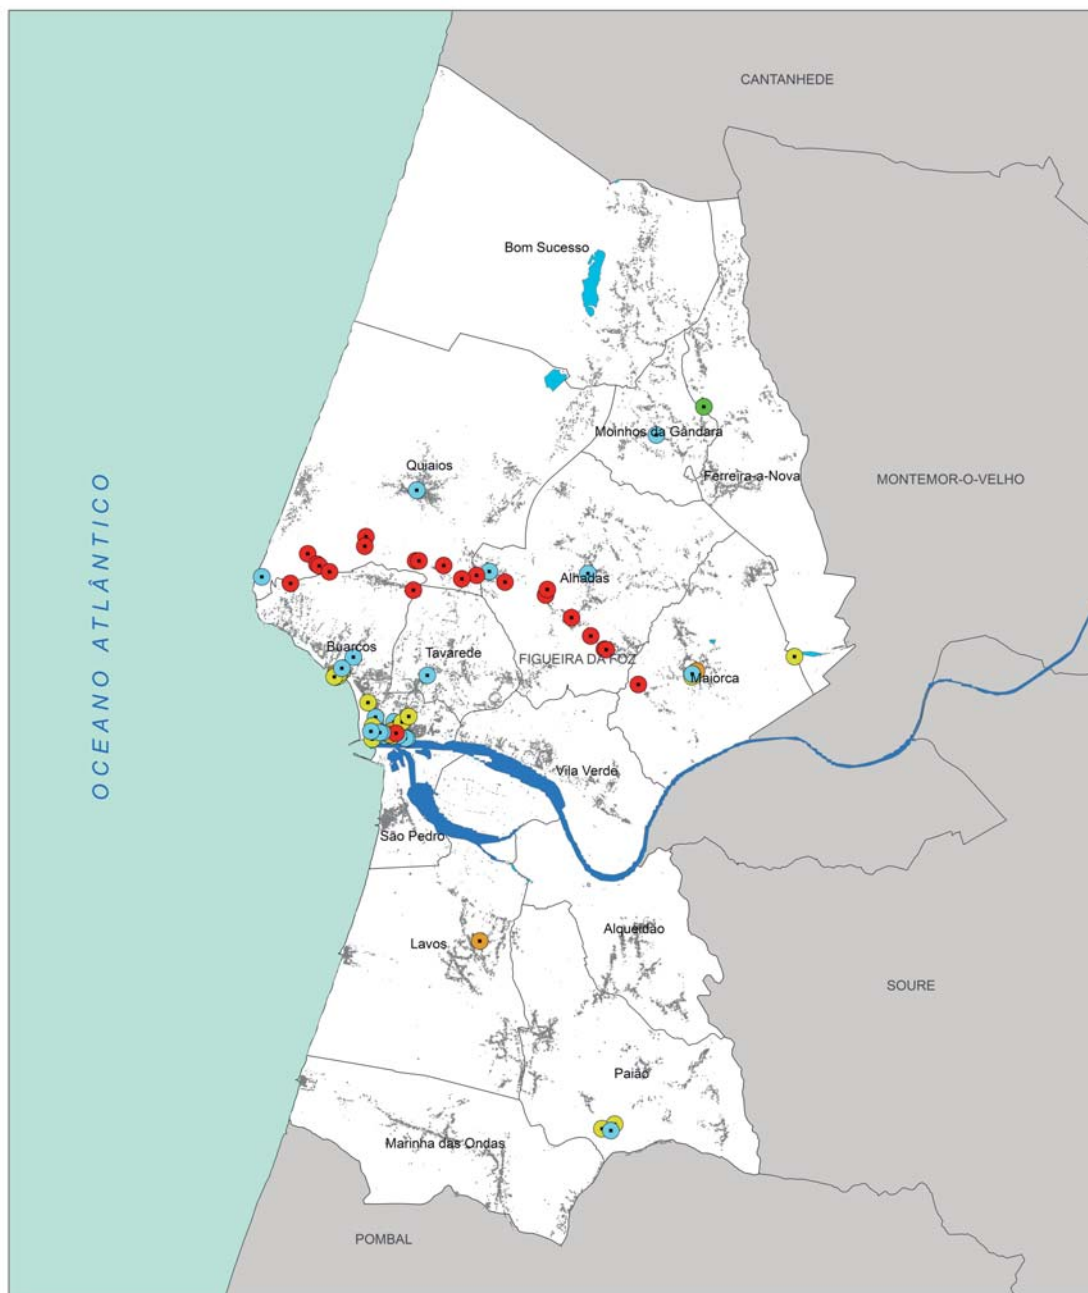 CANTANHEDE
Bom Sucesso
Moinhos da Gândara
Quiaios
Ferreira-a-Nova
MONTEMOR-O-VELHO
OCEANO ATLÂNTICO
Alhadas
Buarcos
Tavarede
FIGUEIRA DA FOZ
Maiorca
Vila Verde
São Pedro
Alqueidão
Lavos
SOURE
Paião
Marinha das Ondas
POMBAL